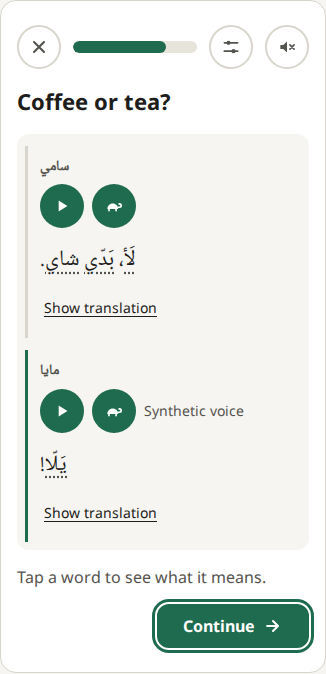 Coffee or tea?
سامي
لَأ، بَدّي شاي.
Show translation
مايا
Synthetic voice
يَلّا!
Show translation
Tap a word to see what it means.
Continue